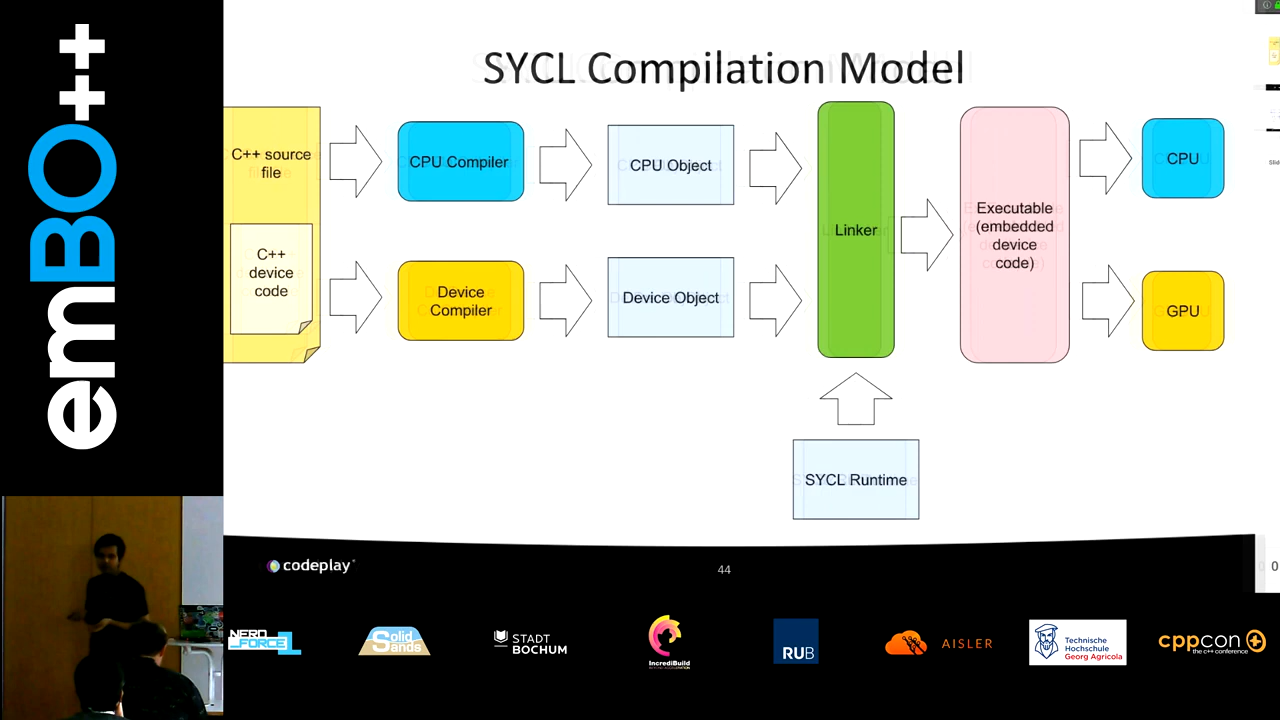 emBO++
SYCL Compilation Model
C++ source
file
C++
device
code
CPU Compiler
Device
Compiler
CPU Object
Device Object
Linker
SYCL Runtime
Executable
(embedded
device
code)
CPU
GPU
codeplay
44
NERD
FORCE1
Solid
Sands
STADT
BOCHUM
IncrediBuild
RUB
AISLER
Technische
Hochschule
Georg Agricola
cppcon
the c++ conference